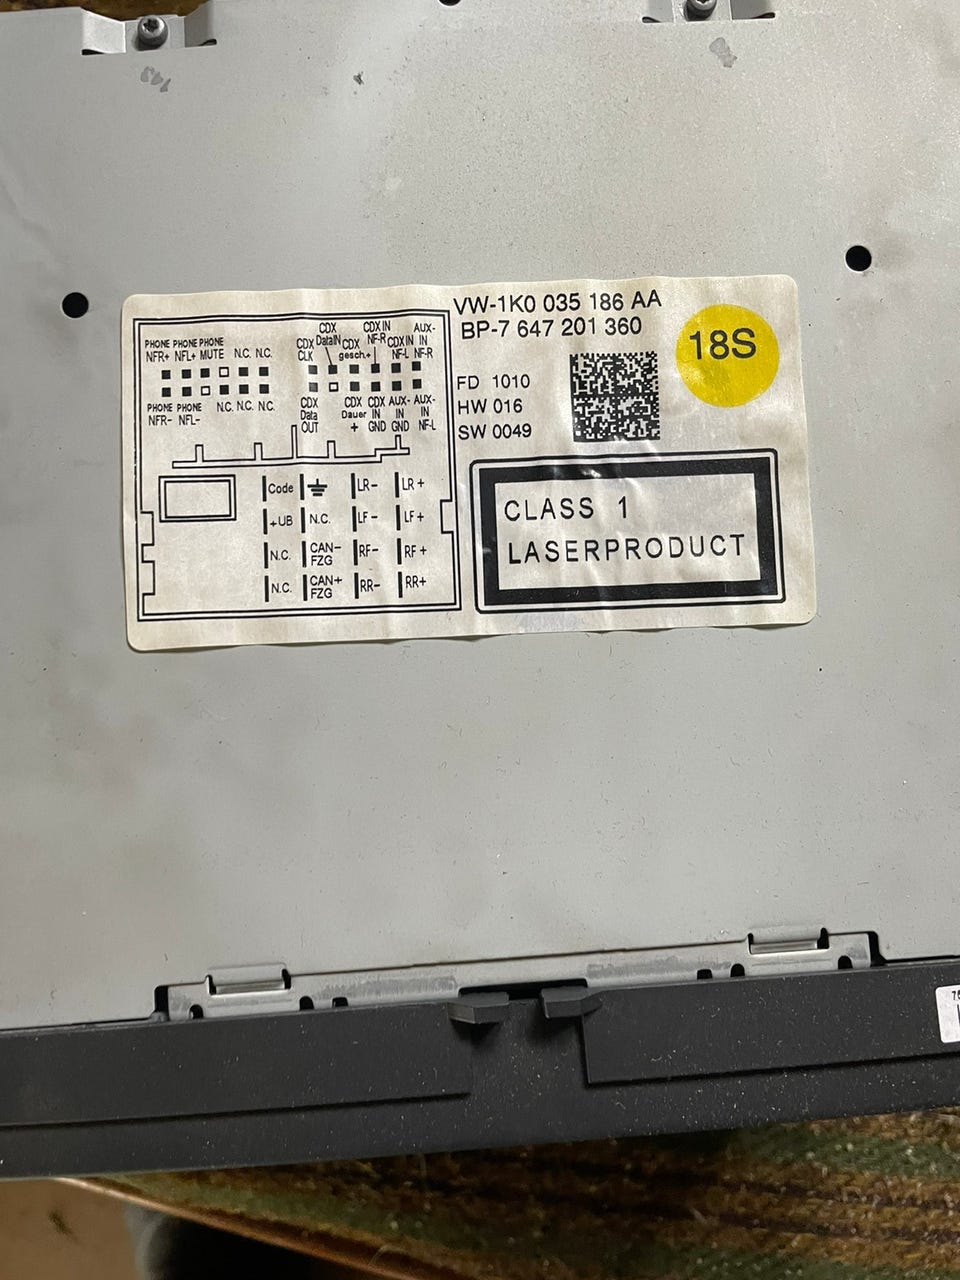 VW-1K0 035 186 AA
BP-7 647 201 360
18S
FD 1010
HW 016
SW 0049
CLASS 1
LASERPRODUCT
PHONE PHONE PHONE
NFR+ NFL+ MUTE N.C. N.C.
PHONE PHONE N.C. N.C. N.C.
NFR- NFL-
CDX CDX IN AUX-
CDX DataIN CDX NF-R CDX IN IN
CLK gesch.+ NF-L NF-R
CDX CDX CDX AUX- AUX-
Data Dauer IN IN IN
OUT + GND GND NF-L
Code LR- LR+
+UB N.C. LF- LF+
N.C. CAN- FZG RF- RF+
N.C. CAN+ FZG RR- RR+